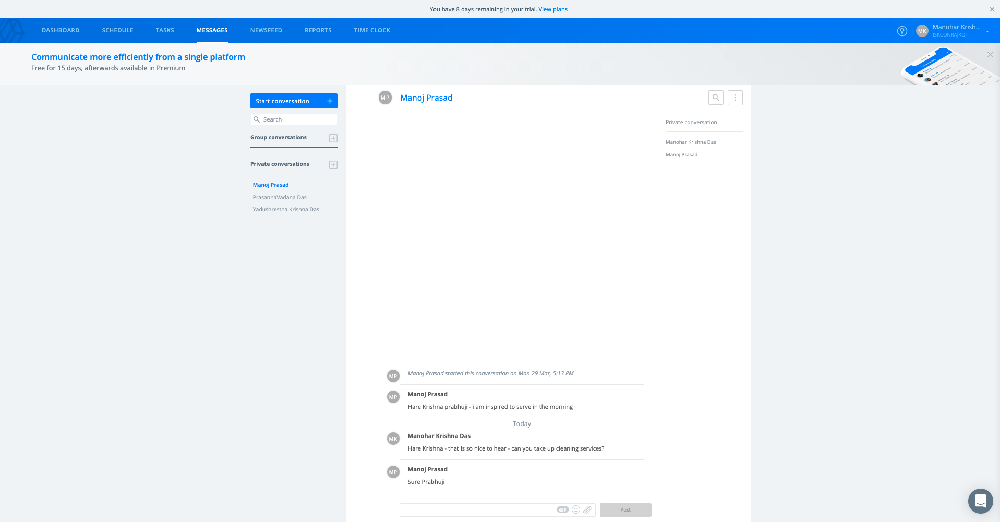 You have 8 days remaining in your trial. View plans
DASHBOARD SCHEDULE TASKS MESSAGES NEWSFEED REPORTS TIME CLOCK
MK Manohar Krish...
ISKCONRAJKOT
Communicate more efficiently from a single platform
Free for 15 days, afterwards available in Premium
Start conversation
Search
Group conversations
Private conversations
Manoj Prasad
PrasannaVadana Das
Yadushrestha Krishna Das
MP Manoj Prasad
Private conversation
Manohar Krishna Das
Manoj Prasad
MP Manoj Prasad started this conversation on Mon 29 Mar, 5:13 PM
MP Manoj Prasad
Hare Krishna prabhuji - i am inspired to serve in the morning
Today
MK Manohar Krishna Das
Hare Krishna - that is so nice to hear - can you take up cleaning services?
MP Manoj Prasad
Sure Prabhuji
GIF Post